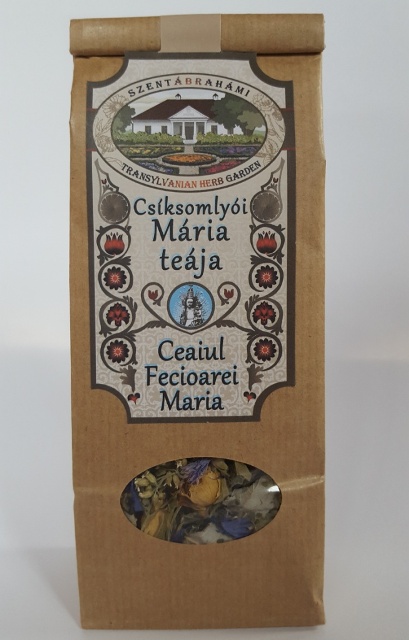 SZENTÁBRAHÁMI
TRANSYLVANIAN HERB GARDEN
Csíksomlyói
Mária
teája
Ceaiul
Fecioarei
Maria